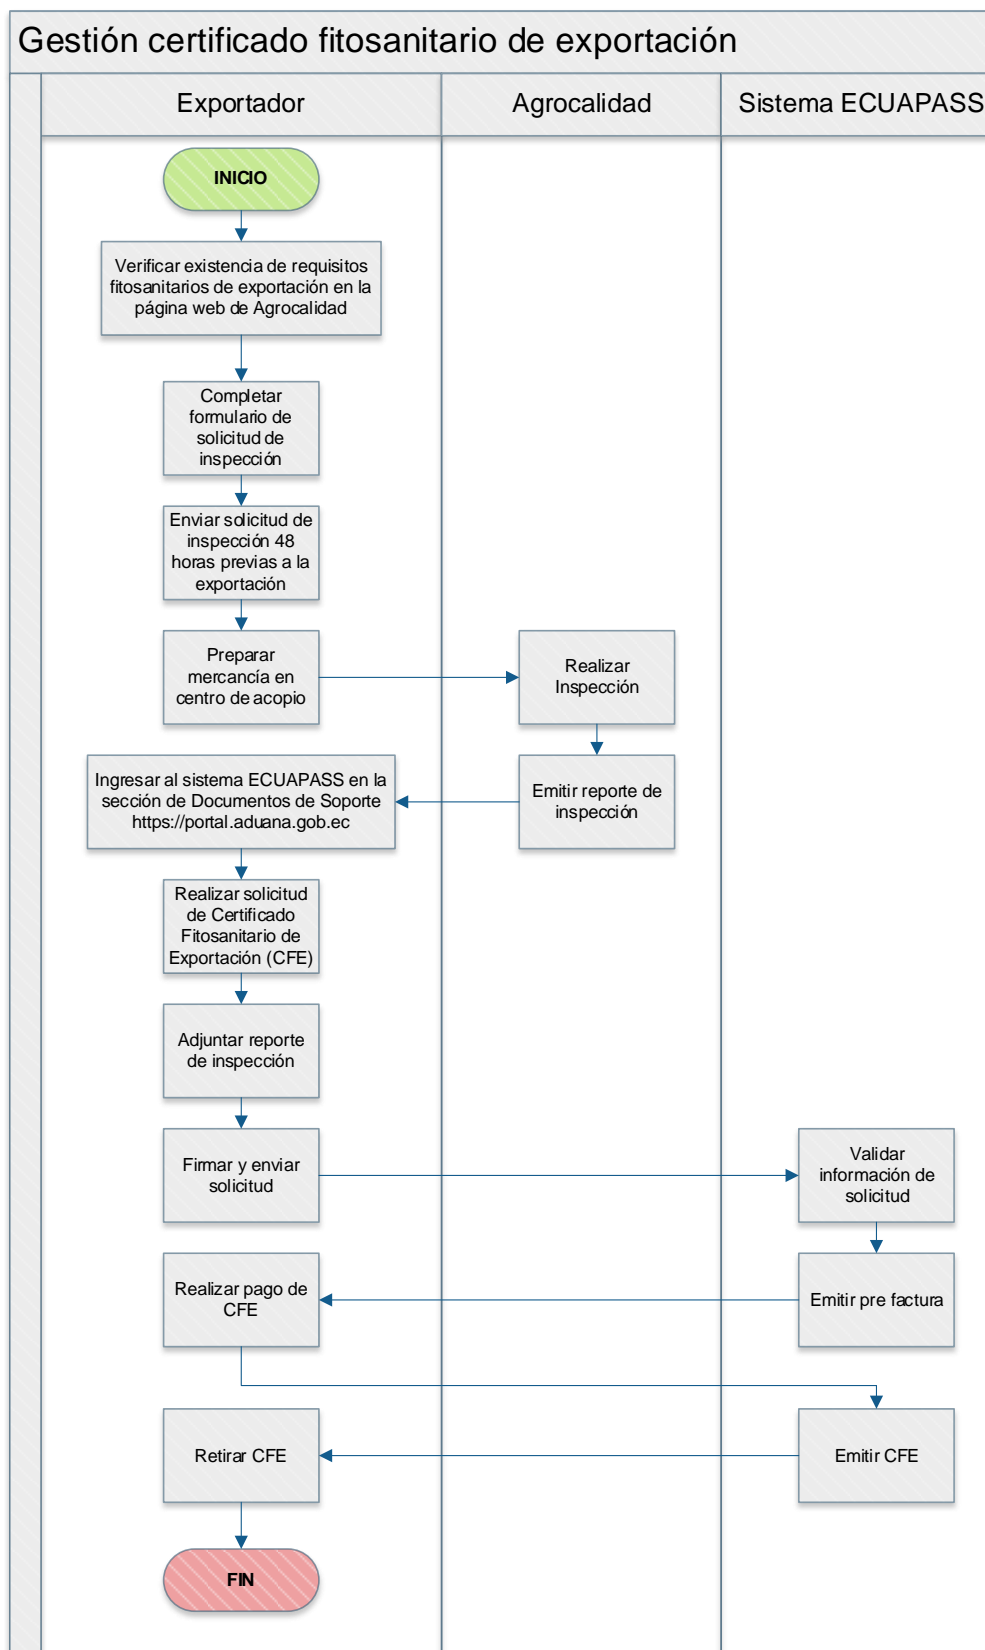 Gestión certificado fitosanitario de exportación
Exportador
Agrocalidad
Sistema ECUAPASS
INICIO
Verificar existencia de requisitos
fitosanitarios de exportación en la
página web de Agrocalidad
Completar
formulario de
solicitud de
inspección
Enviar solicitud de
inspección 48
horas previas a la
exportación
Preparar
mercancía en
centro de acopio
Realizar
Inspección
Emitir reporte de
inspección
Ingresar al sistema ECUAPASS en la
sección de Documentos de Soporte
https://portal.aduana.gob.ec
Realizar solicitud
de Certificado
Fitosanitario de
Exportación (CFE)
Adjuntar reporte
de inspección
Firmar y enviar
solicitud
Validar
información de
solicitud
Emitir pre factura
Realizar pago de
CFE
Emitir CFE
Retirar CFE
FIN